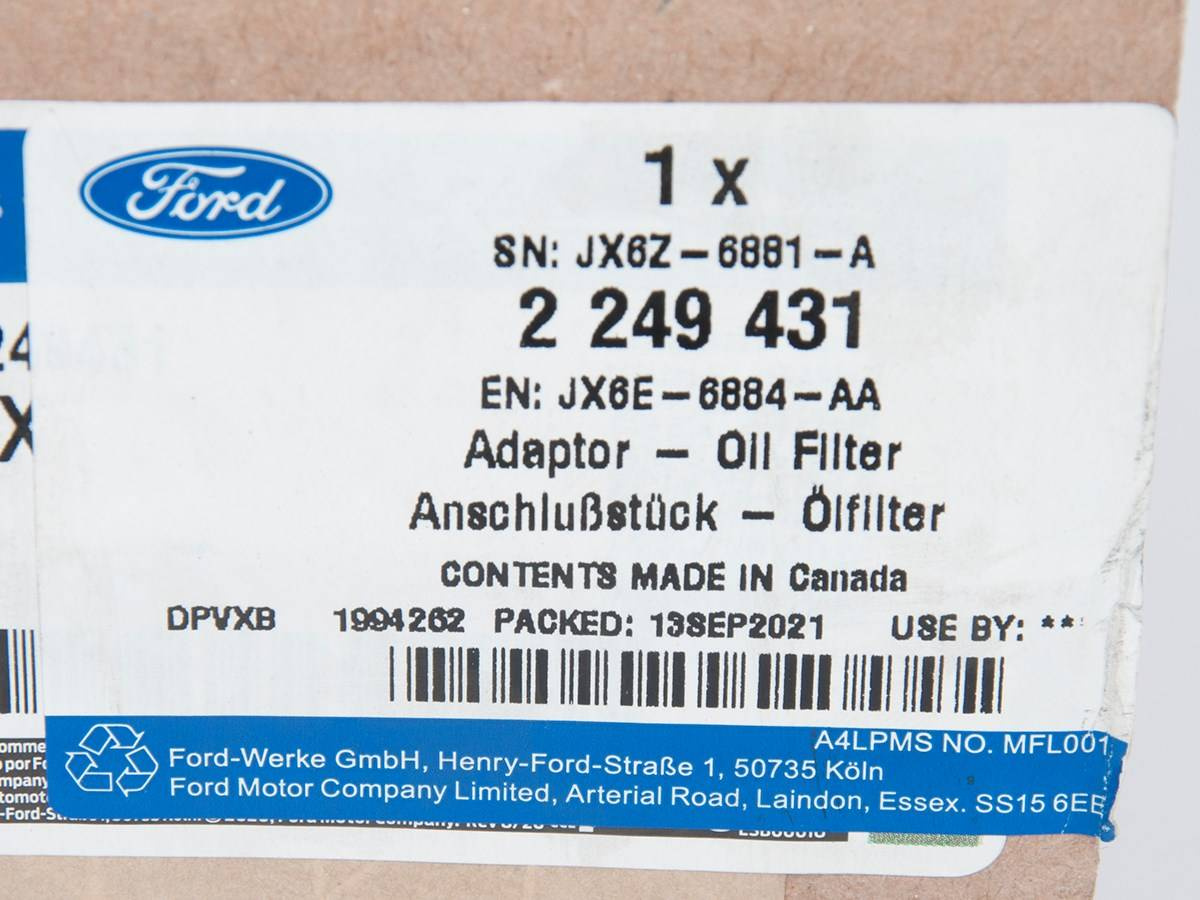 Ford
1 x
SN: JX6Z-6881-A
2 249 431
EN: JX6E-6884-AA
Adaptor - Oil Filter
Anschlußstück - Ölfilter
CONTENTS MADE IN Canada
DPVXB 1994262 PACKED: 13SEP2021 USE BY: **
A4LPMS NO. MFL001
Ford-Werke GmbH, Henry-Ford-Straße 1, 50735 Köln
Ford Motor Company Limited, Arterial Road, Laindon, Essex. SS15 6EE
24
X